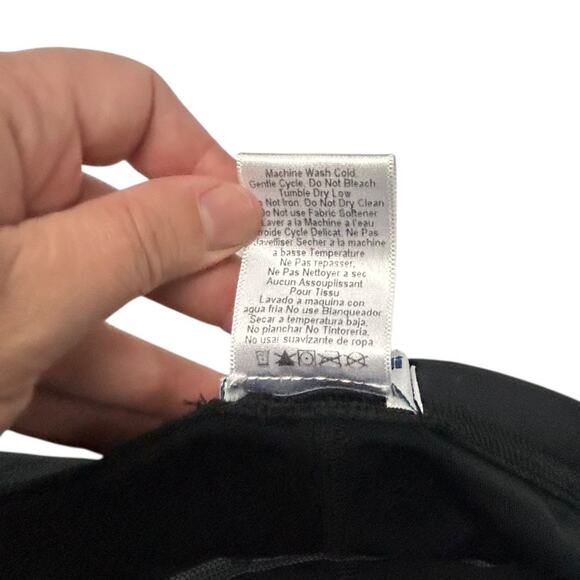 Machine Wash Cold.
Gentle Cycle. Do Not Bleach
Tumble Dry Low
Not Iron. Do Not Dry Clean
Do Not use Fabric Softener
Laver a la Machine a l'eau
Cycle Delicat. Ne Pas
Secher a la machine
a basse Temperature
Ne Pas repasser,
Ne Pas Nettoyer a sec
Aucun Assouplissant
Pour Tissu
Lavado a maquina con
agua fria No use Blanqueador
Secar a temperatura baja,
No planchar No Tintoreria,
No usar suavizante de ropa